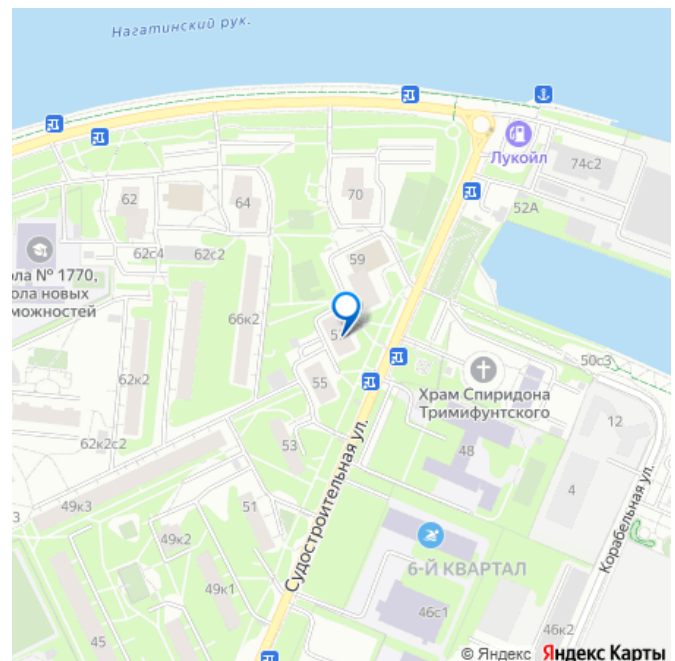 Нагатинский рук.
Лукойл
74с2
62
64
70
52А
62с4
62с2
59
ола № 1770,
ола новых
зможностей
66к2
50с3
55
Храм Спиридона
Тримифунтского
62к2
12
62к2с2
53
48
Судостроительная ул.
4
Корабельная ул.
49к3
51
3
49к2
6-Й КВАРТАЛ
49к1
46с1
45
46к2
© Яндекс Яндекс Карты